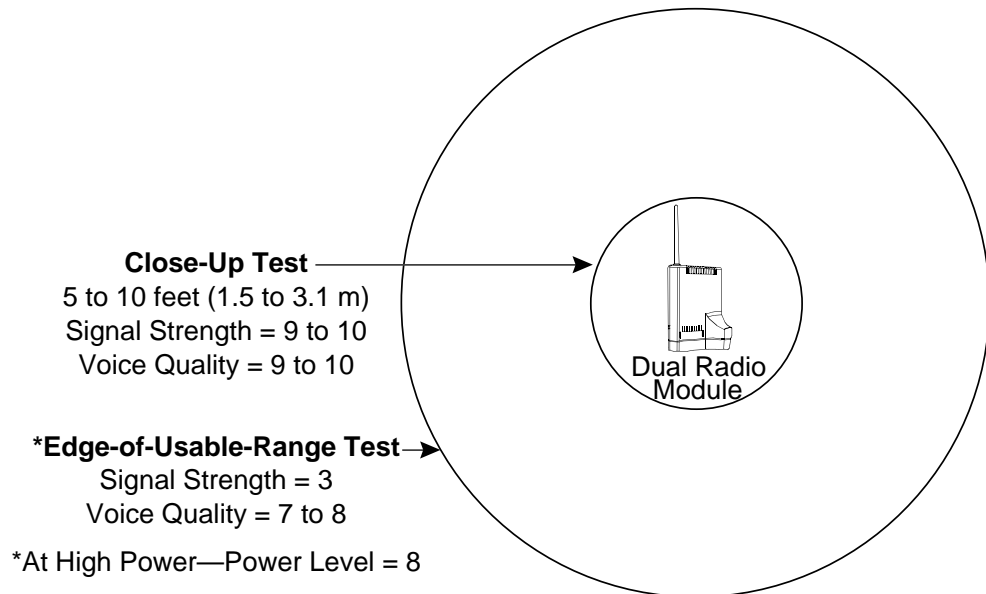 Close-Up Test
5 to 10 feet (1.5 to 3.1 m)
Signal Strength = 9 to 10
Voice Quality = 9 to 10
Dual Radio
Module
*Edge-of-Usable-Range Test
Signal Strength = 3
Voice Quality = 7 to 8
*At High Power—Power Level = 8